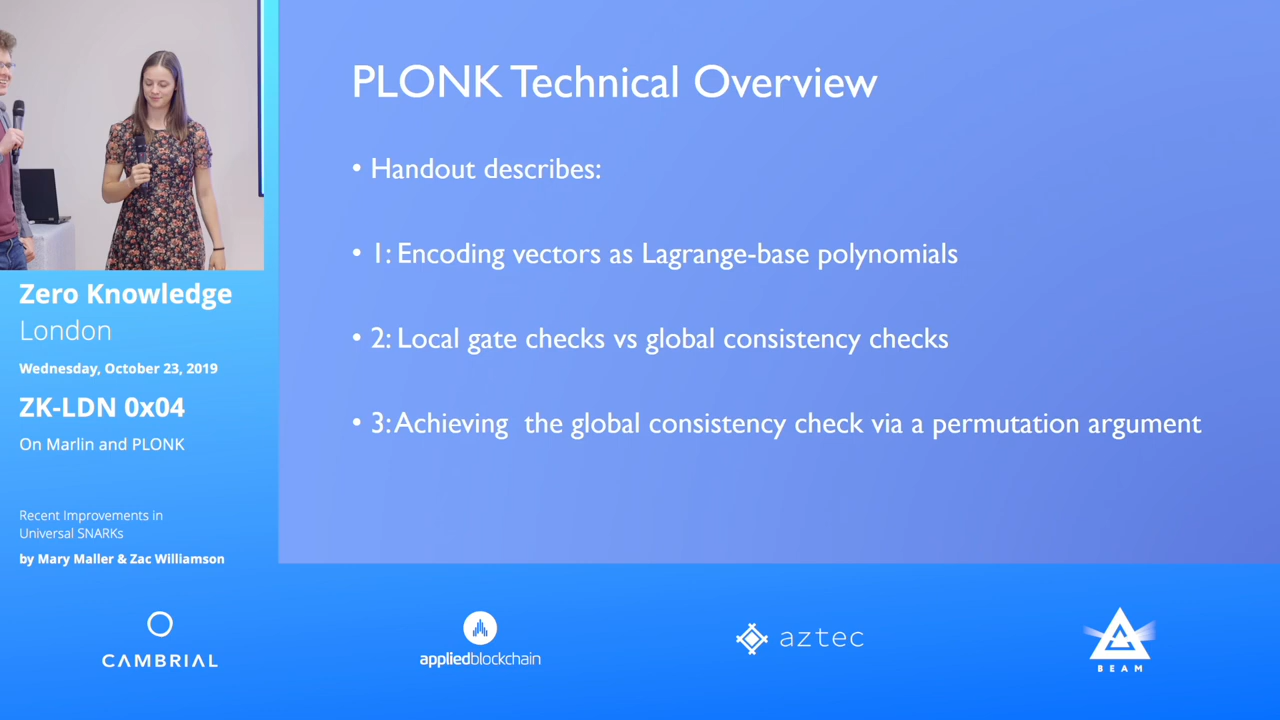 PLONK Technical Overview
• Handout describes:
• 1: Encoding vectors as Lagrange-base polynomials
• 2: Local gate checks vs global consistency checks
• 3: Achieving the global consistency check via a permutation argument
Zero Knowledge
London
Wednesday, October 23, 2019
ZK-LDN 0x04
On Marlin and PLONK
Recent Improvements in
Universal SNARKs
by Mary Maller & Zac Williamson
CAMBRIAL
appliedblockchain
aztec
BEAM